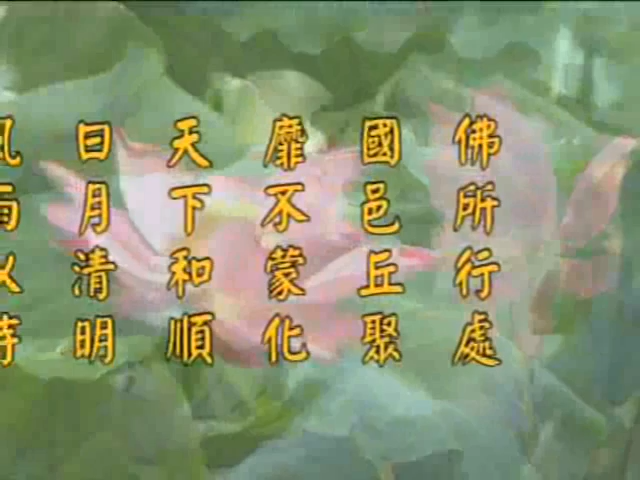 佛所行處
國邑丘聚
靡不蒙化
天下和順
日月清明
風雨以時